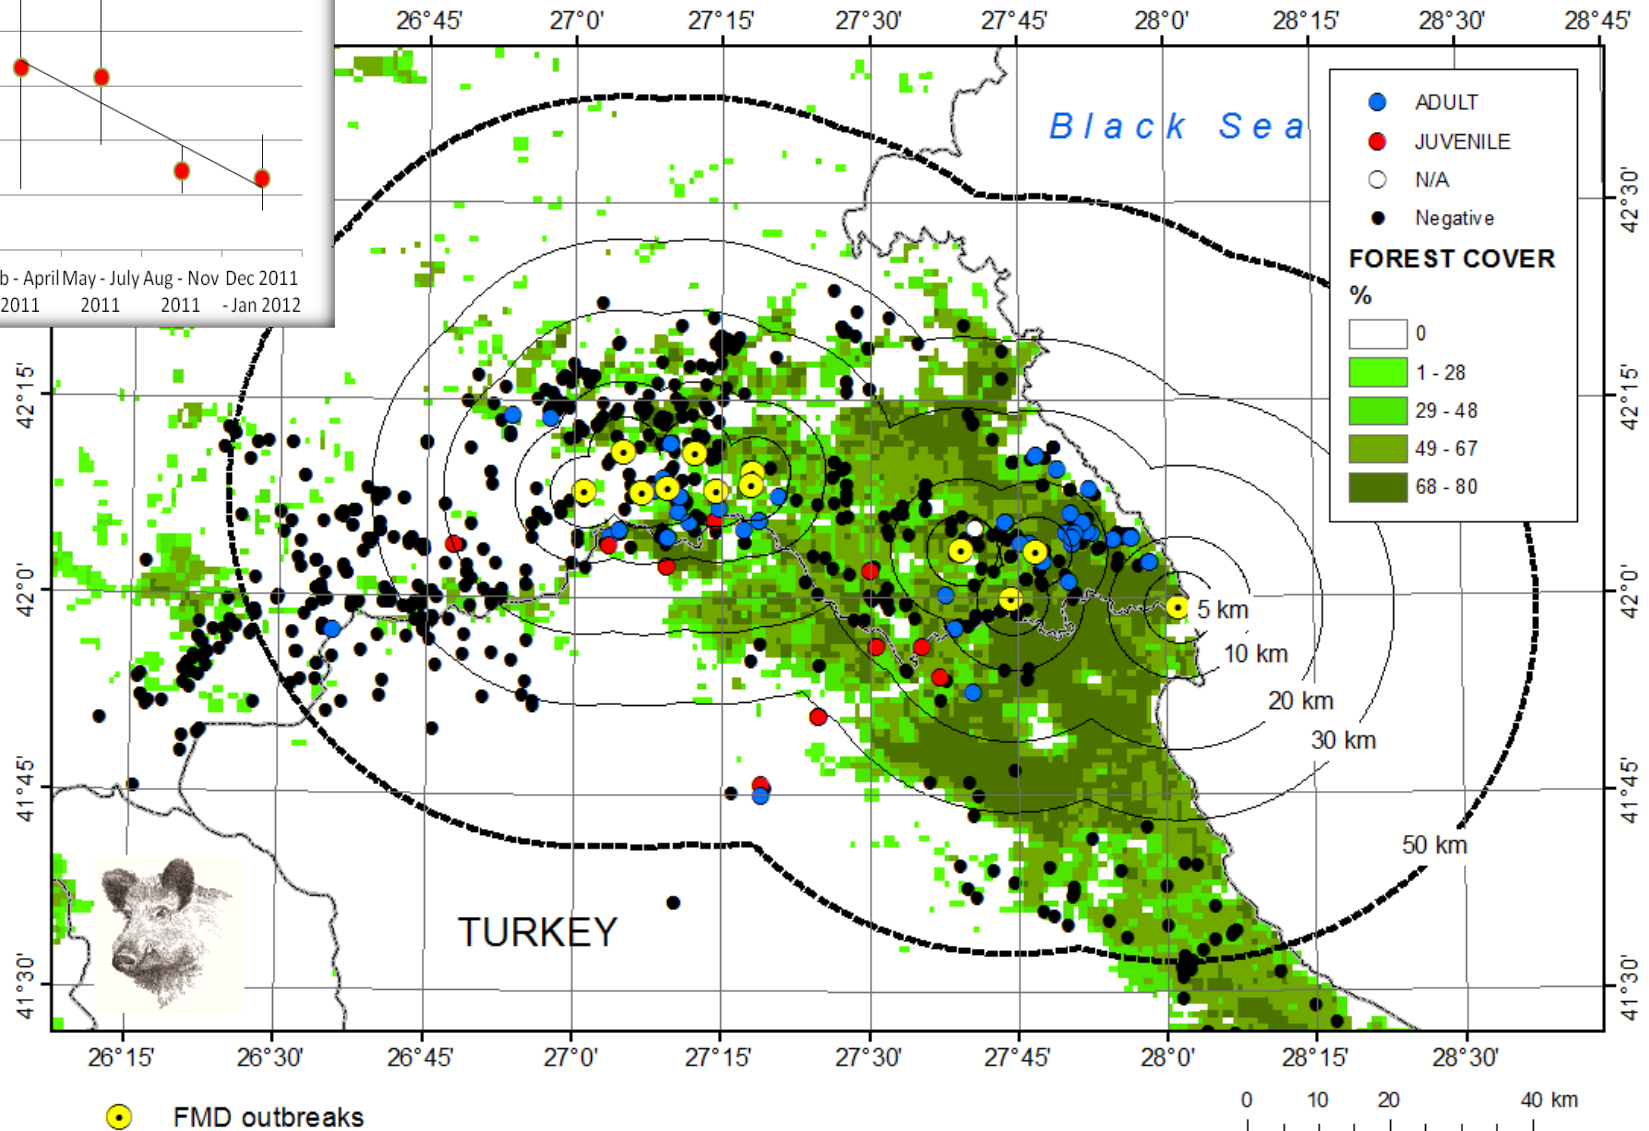 26°45' 27°0' 27°15' 27°30' 27°45' 28°0' 28°15' 28°30' 28°45'
b - April May - July Aug - Nov Dec 2011
2011 2011 2011 - Jan 2012
Black Sea
ADULT
JUVENILE
N/A
Negative
FOREST COVER
%
0
1 - 28
29 - 48
49 - 67
68 - 80
42°30'
42°15'
42°15'
42°0'
42°0'
5 km
10 km
20 km
30 km
41°45'
41°45'
50 km
TURKEY
41°30'
41°30'
26°15' 26°30' 26°45' 27°0' 27°15' 27°30' 27°45' 28°0' 28°15' 28°30'
FMD outbreaks
0 10 20 40 km